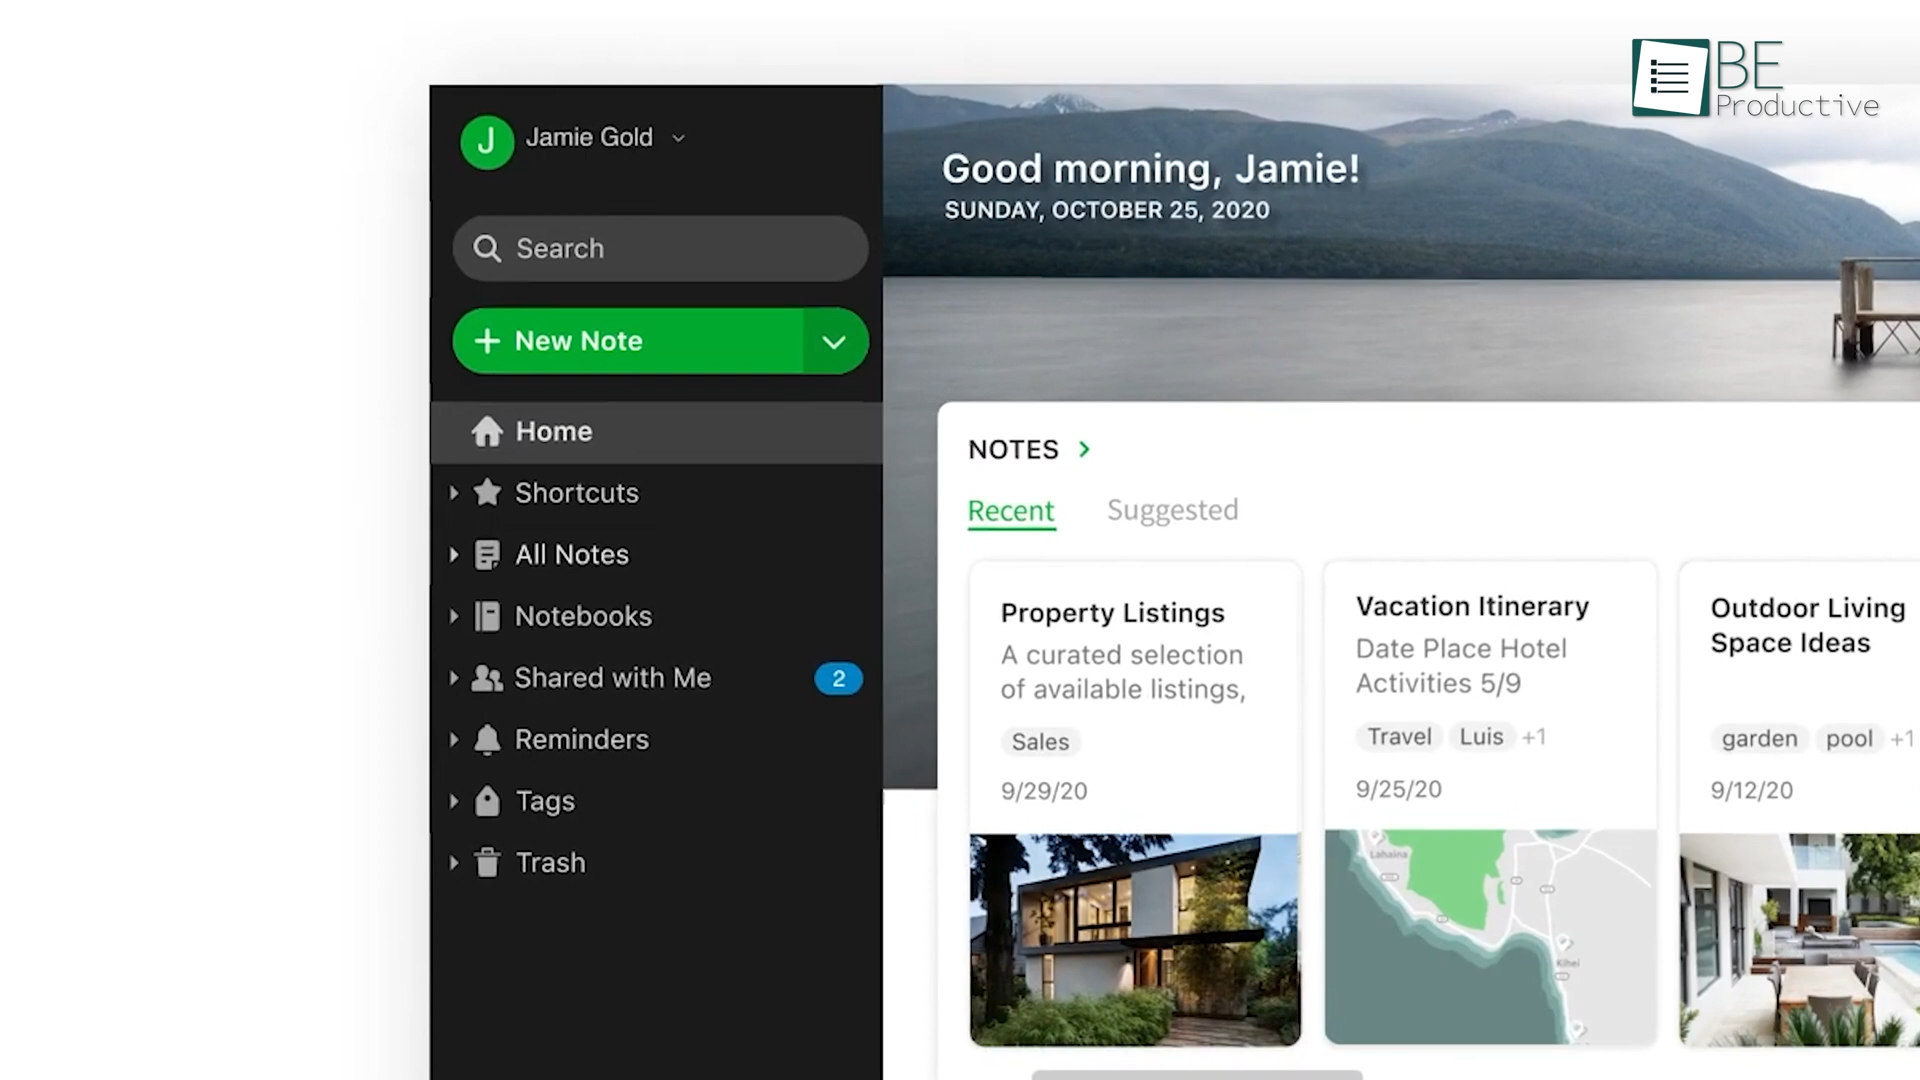 BE
Productive
J
Jamie Gold
Search
New Note
Home
Shortcuts
All Notes
Notebooks
Shared with Me
2
Reminders
Tags
Trash
Good morning, Jamie!
SUNDAY, OCTOBER 25, 2020
NOTES
Recent
Suggested
Property Listings
A curated selection
of available listings,
Sales
9/29/20
Vacation Itinerary
Date Place Hotel
Activities 5/9
Travel Luis +1
9/25/20
Lahaina
Kihei
Outdoor Living
Space Ideas
garden pool +1
9/12/20